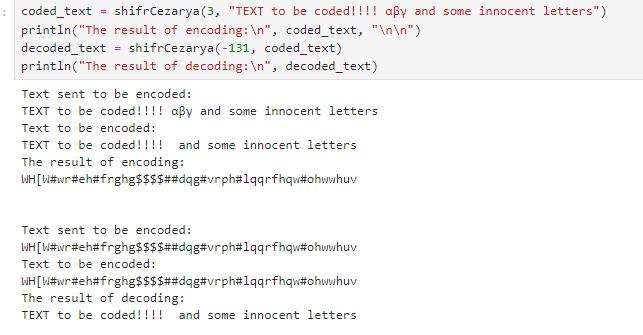 coded_text = shifrCezarya(3, "TEXT to be coded!!!! αβγ and some innocent letters")
println("The result of encoding:\n", coded_text, "\n\n")
decoded_text = shifrCezarya(-131, coded_text)
println("The result of decoding:\n", decoded_text)
Text sent to be encoded:
TEXT to be coded!!!! αβγ and some innocent letters
Text to be encoded:
TEXT to be coded!!!!  and some innocent letters
The result of encoding:
WH[W#wr#eh#frghg$$$$##dqg#vrph#lqqrfhqw#ohwwhuv
Text sent to be encoded:
WH[W#wr#eh#frghg$$$$##dqg#vrph#lqqrfhqw#ohwwhuv
Text to be encoded:
WH[W#wr#eh#frghg$$$$##dqg#vrph#lqqrfhqw#ohwwhuv
The result of decoding:
TEXT to be coded!!!!  and some innocent letters